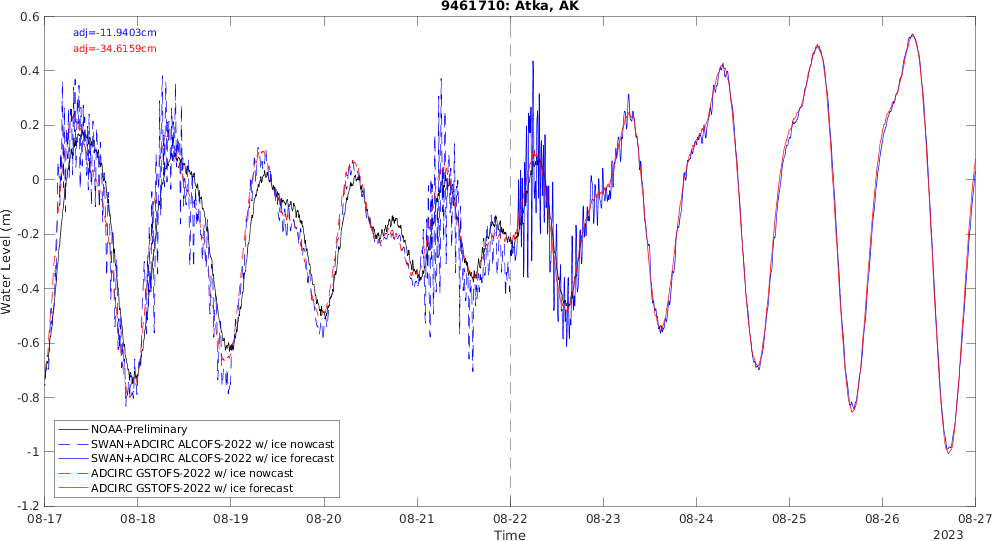 9461710: Atka, AK
adj=-11.9403cm
adj=-34.6159cm
0.6
0.4
0.2
0
-0.2
-0.4
-0.6
-0.8
-1
-1.2
Water Level (m)
NOAA-Preliminary
SWAN+ADCIRC ALCOFS-2022 w/ ice nowcast
SWAN+ADCIRC ALCOFS-2022 w/ ice forecast
ADCIRC GSTOFS-2022 w/ ice nowcast
ADCIRC GSTOFS-2022 w/ ice forecast
08-17 08-18 08-19 08-20 08-21 08-22 08-23 08-24 08-25 08-26 08-27
Time
2023